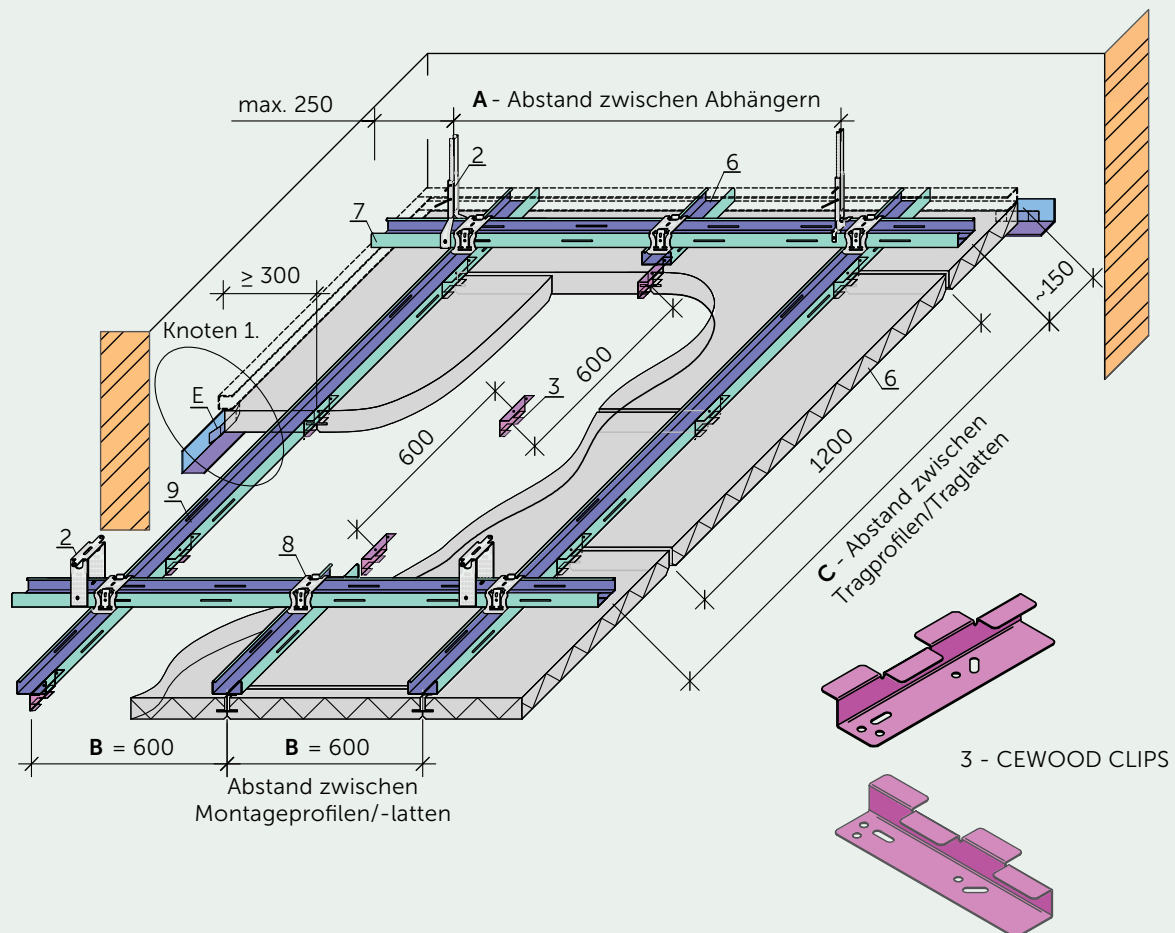 max. 250
A - Abstand zwischen Abhängern
2
6
7
≥ 300
~150
Knoten 1.
E
600
3
6
600
1200
9
2
8
C - Abstand zwischen
Tragprofilen/Traglatten
B = 600
B = 600
Abstand zwischen
Montageprofilen/-latten
3 - CEWOOD CLIPS